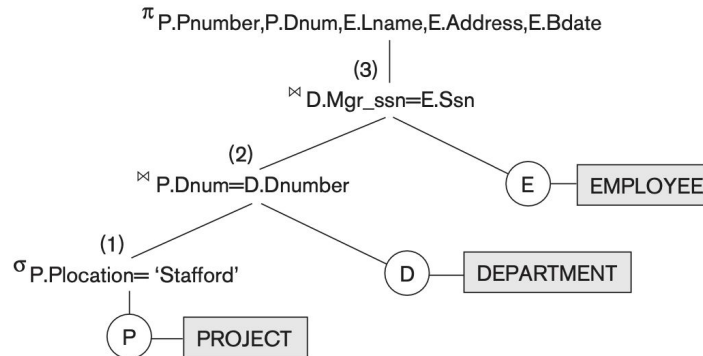 π P.Pnumber,P.Dnum,E.Lname,E.Address,E.Bdate
(3)
⋈ D.Mgr_ssn=E.Ssn
(2)
⋈ P.Dnum=D.Dnumber
E EMPLOYEE
(1)
σ P.Plocation= ‘Stafford’
D DEPARTMENT
P PROJECT